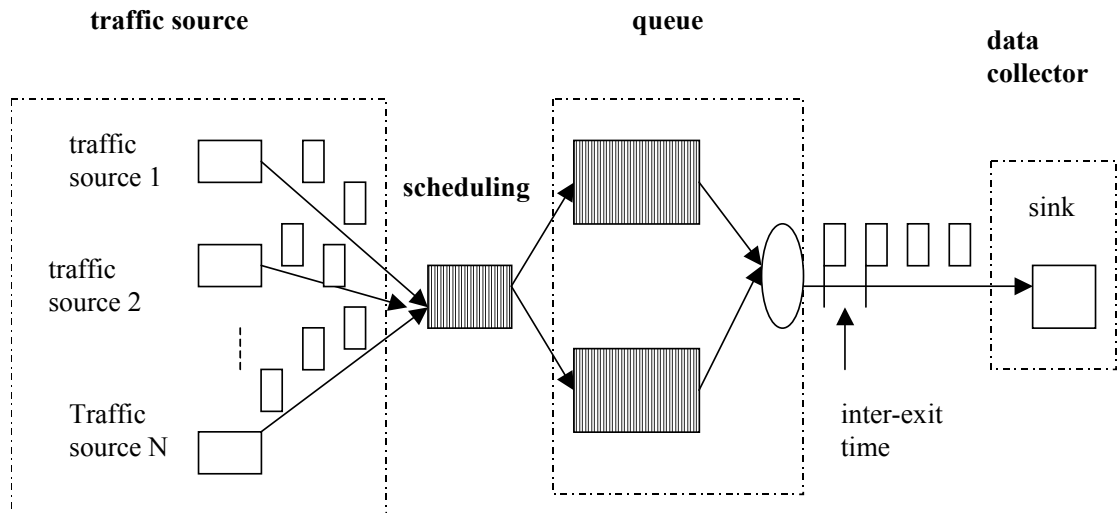 traffic source
queue
data
collector
traffic
source 1
scheduling
sink
traffic
source 2
Traffic
source N
inter-exit
time